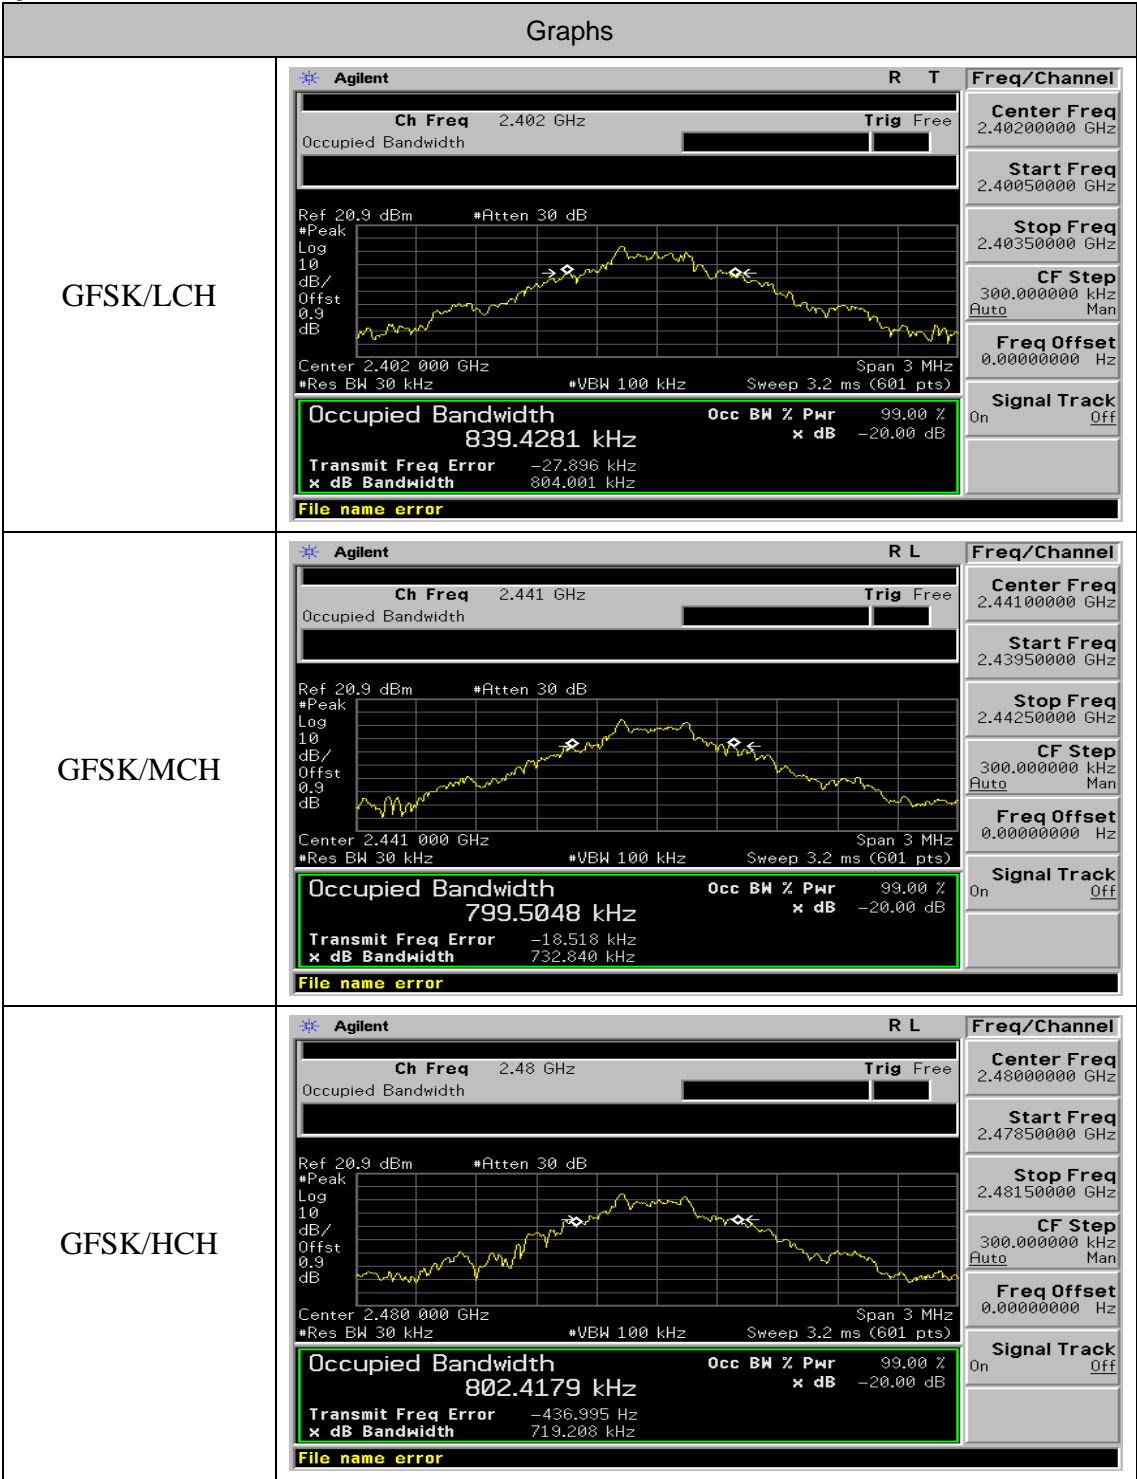 Graphs
GFSK/LCH
Agilent R T
Freq/Channel
Ch Freq 2.402 GHz Trig Free
Occupied Bandwidth
Center Freq
2.40200000 GHz
Start Freq
2.40050000 GHz
Stop Freq
2.40350000 GHz
CF Step
300.000000 kHz
Auto Man
Freq Offset
0.00000000 Hz
Signal Track
On Off
Ref 20.9 dBm #Atten 30 dB
#Peak
Log
10
dB/
Offst
0.9
dB
Center 2.402 000 GHz Span 3 MHz
#Res BW 30 kHz #VBW 100 kHz Sweep 3.2 ms (601 pts)
Occupied Bandwidth Occ BW % Pwr 99.00 %
839.4281 kHz x dB -20.00 dB
Transmit Freq Error -27.896 kHz
x dB Bandwidth 804.001 kHz
File name error
GFSK/MCH
Agilent R L
Freq/Channel
Ch Freq 2.441 GHz Trig Free
Occupied Bandwidth
Center Freq
2.44100000 GHz
Start Freq
2.43950000 GHz
Stop Freq
2.44250000 GHz
CF Step
300.000000 kHz
Auto Man
Freq Offset
0.00000000 Hz
Signal Track
On Off
Ref 20.9 dBm #Atten 30 dB
#Peak
Log
10
dB/
Offst
0.9
dB
Center 2.441 000 GHz Span 3 MHz
#Res BW 30 kHz #VBW 100 kHz Sweep 3.2 ms (601 pts)
Occupied Bandwidth Occ BW % Pwr 99.00 %
799.5048 kHz x dB -20.00 dB
Transmit Freq Error -18.518 kHz
x dB Bandwidth 732.840 kHz
File name error
GFSK/HCH
Agilent R L
Freq/Channel
Ch Freq 2.48 GHz Trig Free
Occupied Bandwidth
Center Freq
2.48000000 GHz
Start Freq
2.47850000 GHz
Stop Freq
2.48150000 GHz
CF Step
300.000000 kHz
Auto Man
Freq Offset
0.00000000 Hz
Signal Track
On Off
Ref 20.9 dBm #Atten 30 dB
#Peak
Log
10
dB/
Offst
0.9
dB
Center 2.480 000 GHz Span 3 MHz
#Res BW 30 kHz #VBW 100 kHz Sweep 3.2 ms (601 pts)
Occupied Bandwidth Occ BW % Pwr 99.00 %
802.4179 kHz x dB -20.00 dB
Transmit Freq Error -436.995 Hz
x dB Bandwidth 719.208 kHz
File name error